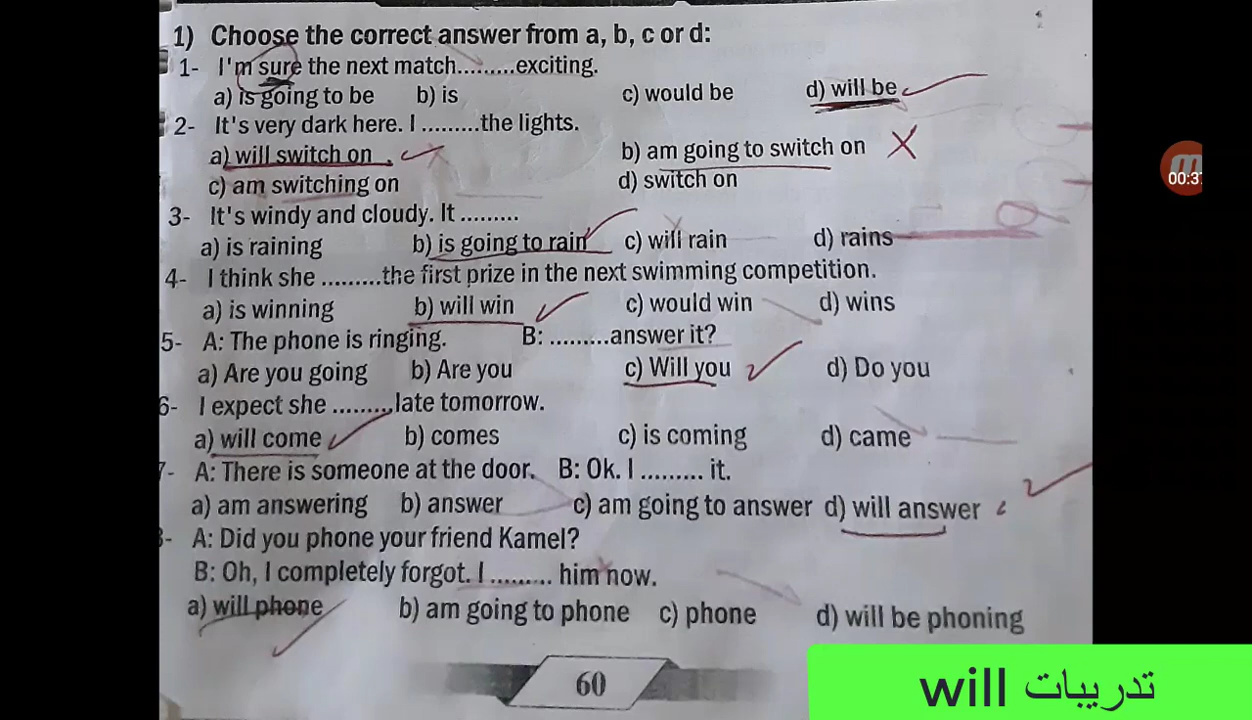 1) Choose the correct answer from a, b, c or d:
1- I'm sure the next match.........exciting.
a) is going to be b) is c) would be d) will be
2- It's very dark here. I .........the lights.
a) will switch on b) am going to switch on
c) am switching on d) switch on
3- It's windy and cloudy. It .........
a) is raining b) is going to rain c) will rain d) rains
4- I think she .........the first prize in the next swimming competition.
a) is winning b) will win c) would win d) wins
5- A: The phone is ringing. B: .........answer it?
a) Are you going b) Are you c) Will you d) Do you
6- I expect she .........late tomorrow.
a) will come b) comes c) is coming d) came
7- A: There is someone at the door. B: Ok. I ......... it.
a) am answering b) answer c) am going to answer d) will answer
8- A: Did you phone your friend Kamel?
B: Oh, I completely forgot. I ......... him now.
a) will phone b) am going to phone c) phone d) will be phoning
60
تدريبات will